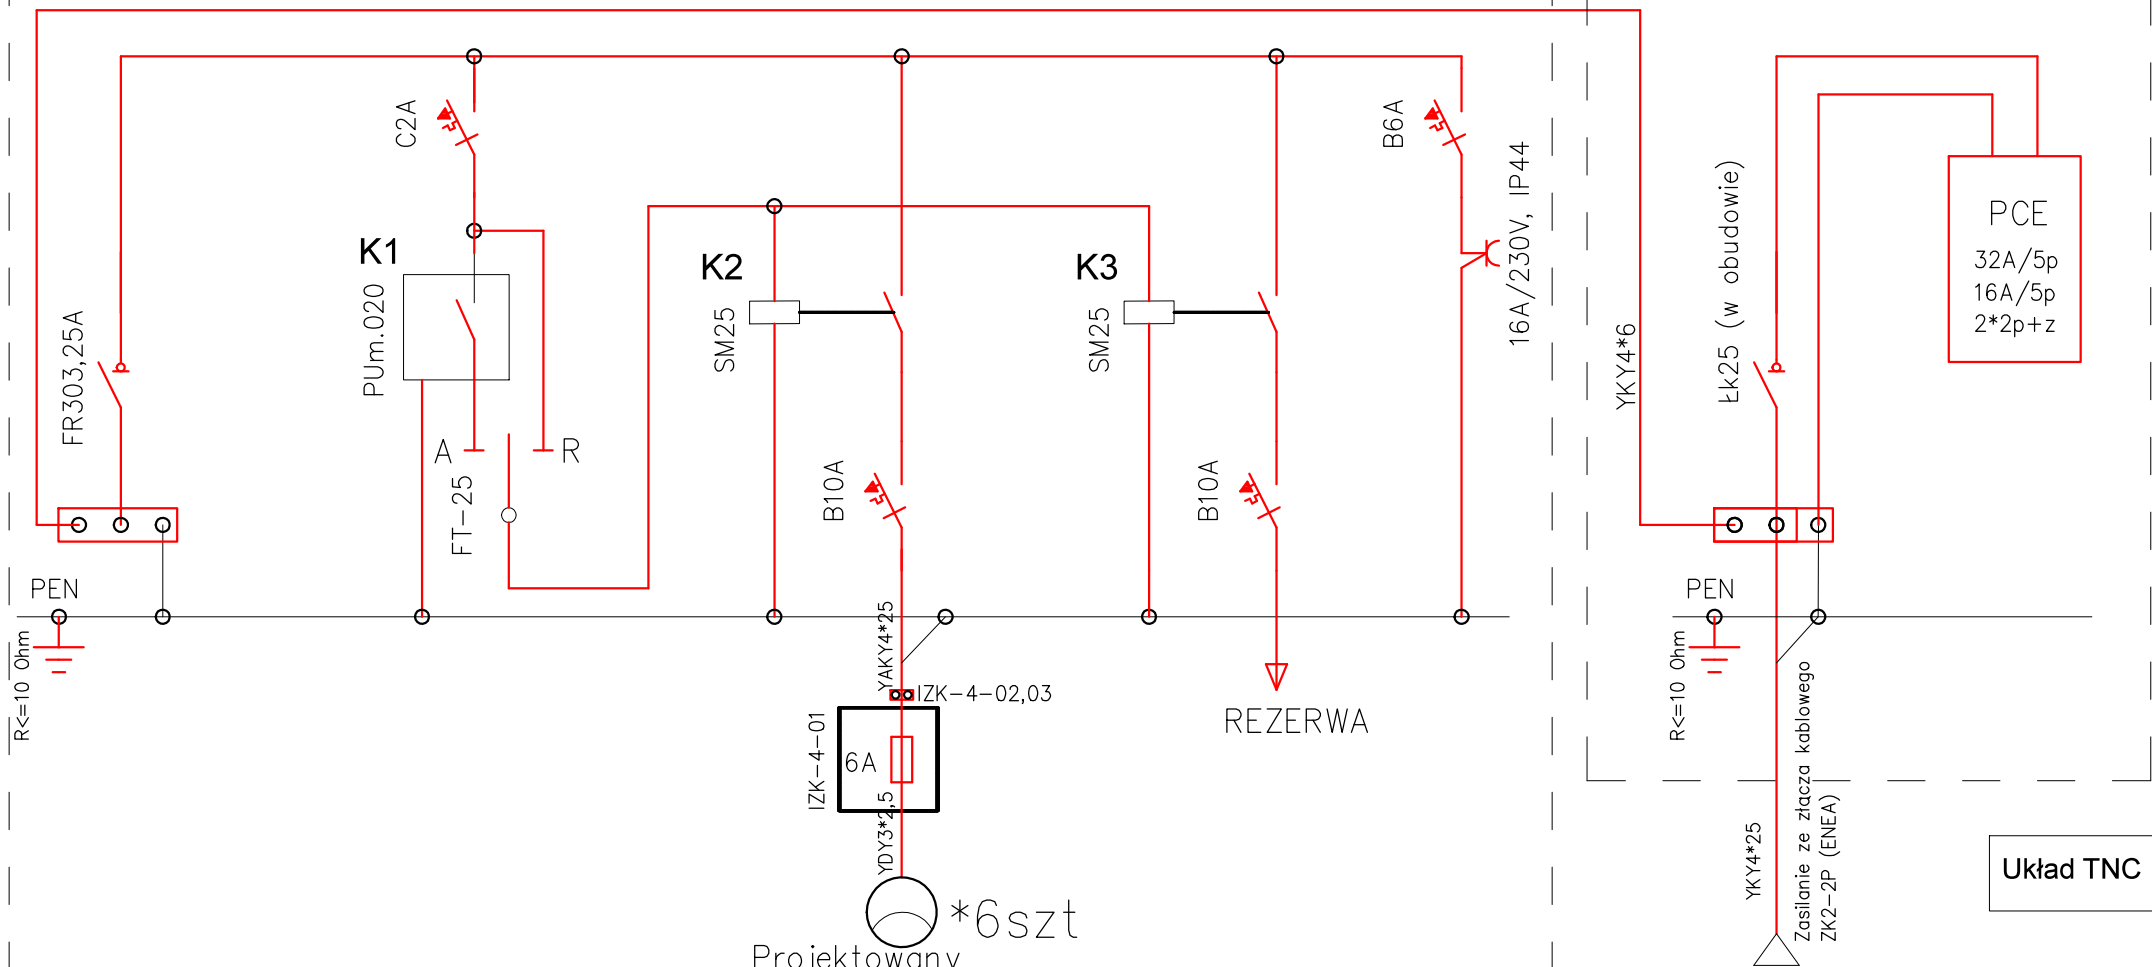 C2A
B6A
16A/230V, IP44
Łk25 (w obudowie)
PCE
32A/5p
16A/5p
2*2p+z
K1
K2
K3
PUm.020
SM25
SM25
FR303,25A
YKY4*6
A
R
FT-25
B10A
B10A
PEN
PEN
R<=10 Ohm
R<=10 Ohm
YAKY4*25
IZK-4-02,03
IZK-4-01
6A
REZERWA
YDY3*2,5
*6szt
Projektowany
YKY4*25
Zasilanie ze złącza kablowego
ZK2-2P (ENEA)
Układ TNC